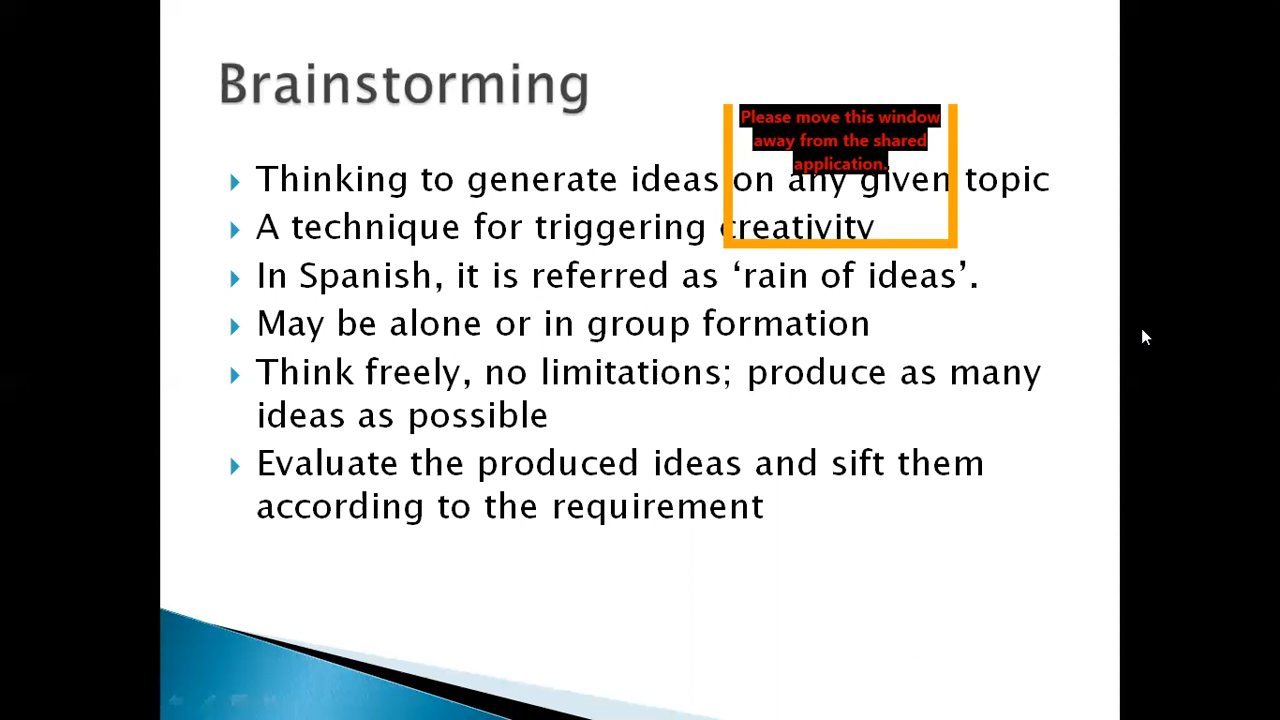 Brainstorming
Please move this window
away from the shared
application.
Thinking to generate ideas on any given topic
A technique for triggering creativity
In Spanish, it is referred as ‘rain of ideas’.
May be alone or in group formation
Think freely, no limitations; produce as many
ideas as possible
Evaluate the produced ideas and sift them
according to the requirement